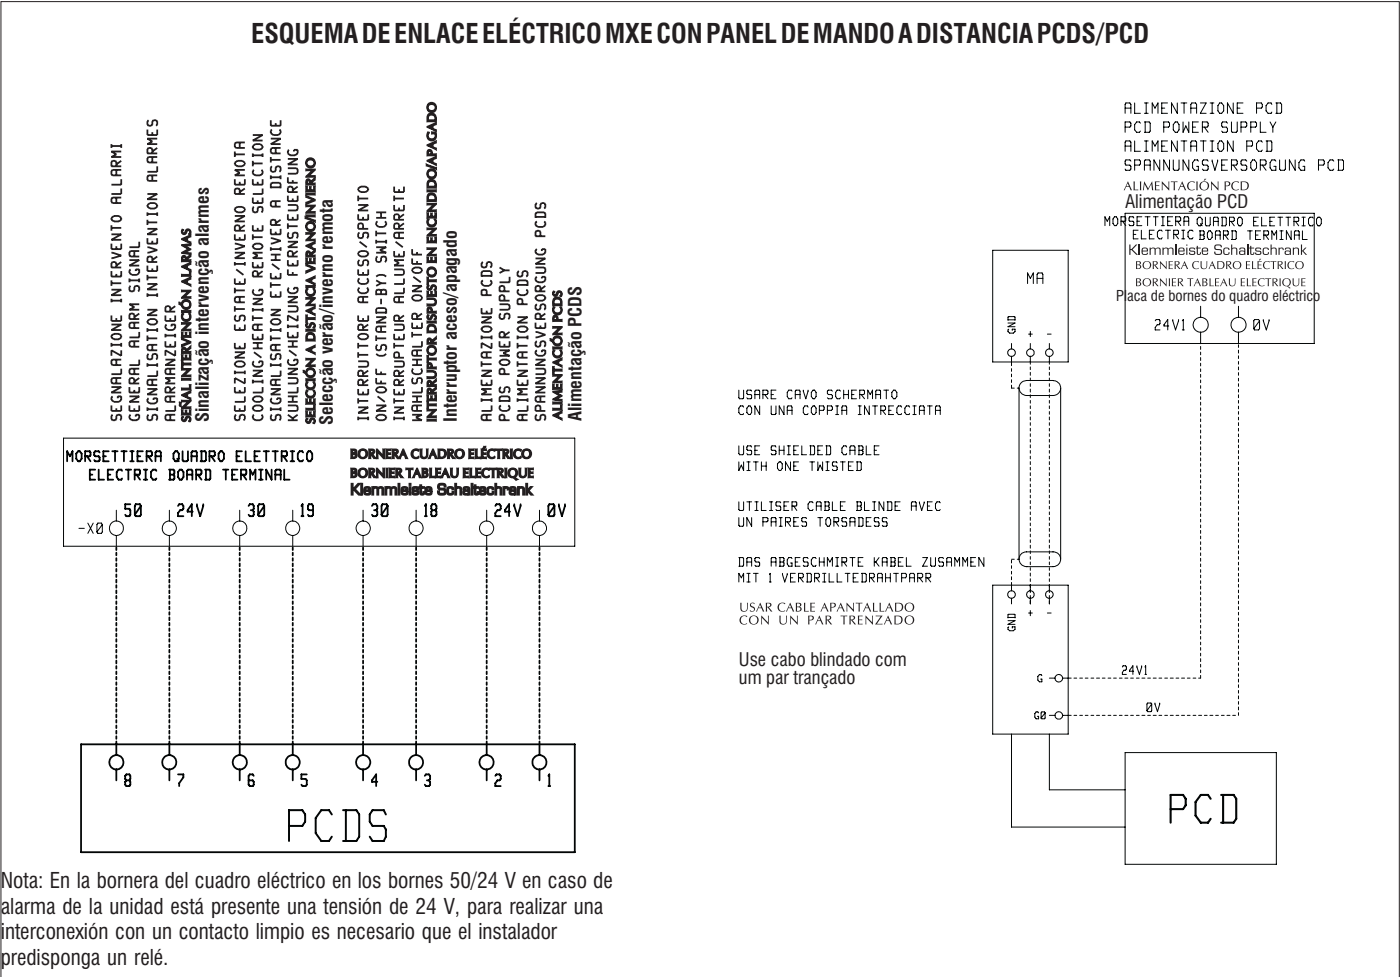 ESQUEMA DE ENLACE ELÉCTRICO MXE CON PANEL DE MANDO A DISTANCIA PCDS/PCD
SEGNALAZIONE INTERVENTO ALLARMI
GENERAL ALARM SIGNAL
SIGNALISATION INTERVENTION ALARMES
ALARMANZEIGER
SEÑAL INTERVENCIÓN ALARMAS
Sinalização intervenção alarmes
SELEZIONE ESTATE/INVERNO REMOTA
COOLING/HEATING REMOTE SELECTION
SIGNALISATION ETE/HIVER A DISTANCE
KUHLUNG/HEIZUNG FERNSTEUERFUNG
SELECCIÓN A DISTANCIA VERANO/INVIERNO
Selecção verão/inverno remota
INTERRUTTORE ACCESO/SPENTO
ON/OFF (STAND-BY) SWITCH
INTERRUPTEUR ALLUME/ARRETE
WAHLSCHALTER ON/OFF
INTERRUPTOR DISPUESTO EN ENCENDIDO/APAGADO
Interruptor aceso/apagado
ALIMENTAZIONE PCDS
PCDS POWER SUPPLY
ALIMENTATION PCDS
SPANNUNGSVERSORGUNG PCDS
ALIMENTACIÓN PCDS
Alimentação PCDS
MORSETTIERA QUADRO ELETTRICO
ELECTRIC BOARD TERMINAL
BORNERA CUADRO ELÉCTRICO
BORNIER TABLEAU ELECTRIQUE
Klemmleiste Schaltschrank
50 24V 30 19 30 18 24V 0V
-X0
8 7 6 5 4 3 2 1
PCDS
Nota: En la bornera del cuadro eléctrico en los bornes 50/24 V en caso de
alarma de la unidad está presente una tensión de 24 V, para realizar una
interconexión con un contacto limpio es necesario que el instalador
predisponga un relé.
ALIMENTAZIONE PCD
PCD POWER SUPPLY
ALIMENTATION PCD
SPANNUNGSVERSORGUNG PCD
ALIMENTACIÓN PCD
Alimentação PCD
MORSETTIERA QUADRO ELETTRICO
ELECTRIC BOARD TERMINAL
Klemmleiste Schaltschrank
BORNERA CUADRO ELÉCTRICO
BORNIER TABLEAU ELECTRIQUE
Placa de bornes do quadro eléctrico
24V1 0V
MA
GND + -
USARE CAVO SCHERMATO
CON UNA COPPIA INTRECCIATA
USE SHIELDED CABLE
WITH ONE TWISTED
UTILISER CABLE BLINDE AVEC
UN PAIRES TORSADESS
DAS ABGESCHMIRTE KABEL ZUSAMMEN
MIT 1 VERDRILLTEDRAHTPARR
USAR CABLE APANTALLADO
CON UN PAR TRENZADO
Use cabo blindado com
um par trançado
GND + -
G 24V1
G0 0V
PCD